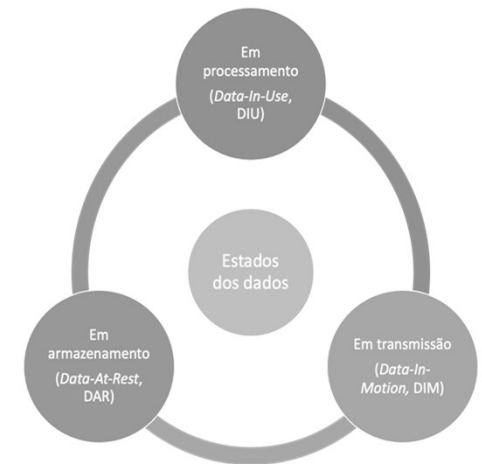 Em
processamento
(Data-In-Use,
DIU)
Estados
dos dados
Em
armazenamento
(Data-At-Rest,
DAR)
Em transmissão
(Data-In-
Motion, DIM)